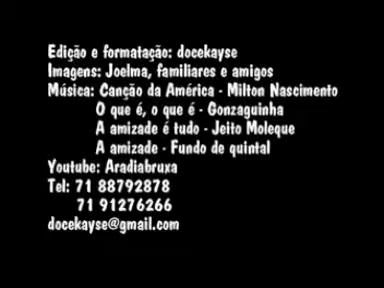 Edição e formatação: docekayse
Imagens: Joelma, familiares e amigos
Música: Canção da América - Milton Nascimento
O que é, o que é - Gonzaguinha
A amizade é tudo - Jeito Moleque
A amizade - Fundo de quintal
Youtube: Aradiabruxa
Tel: 71 88792878
71 91276266
docekayse@gmail.com